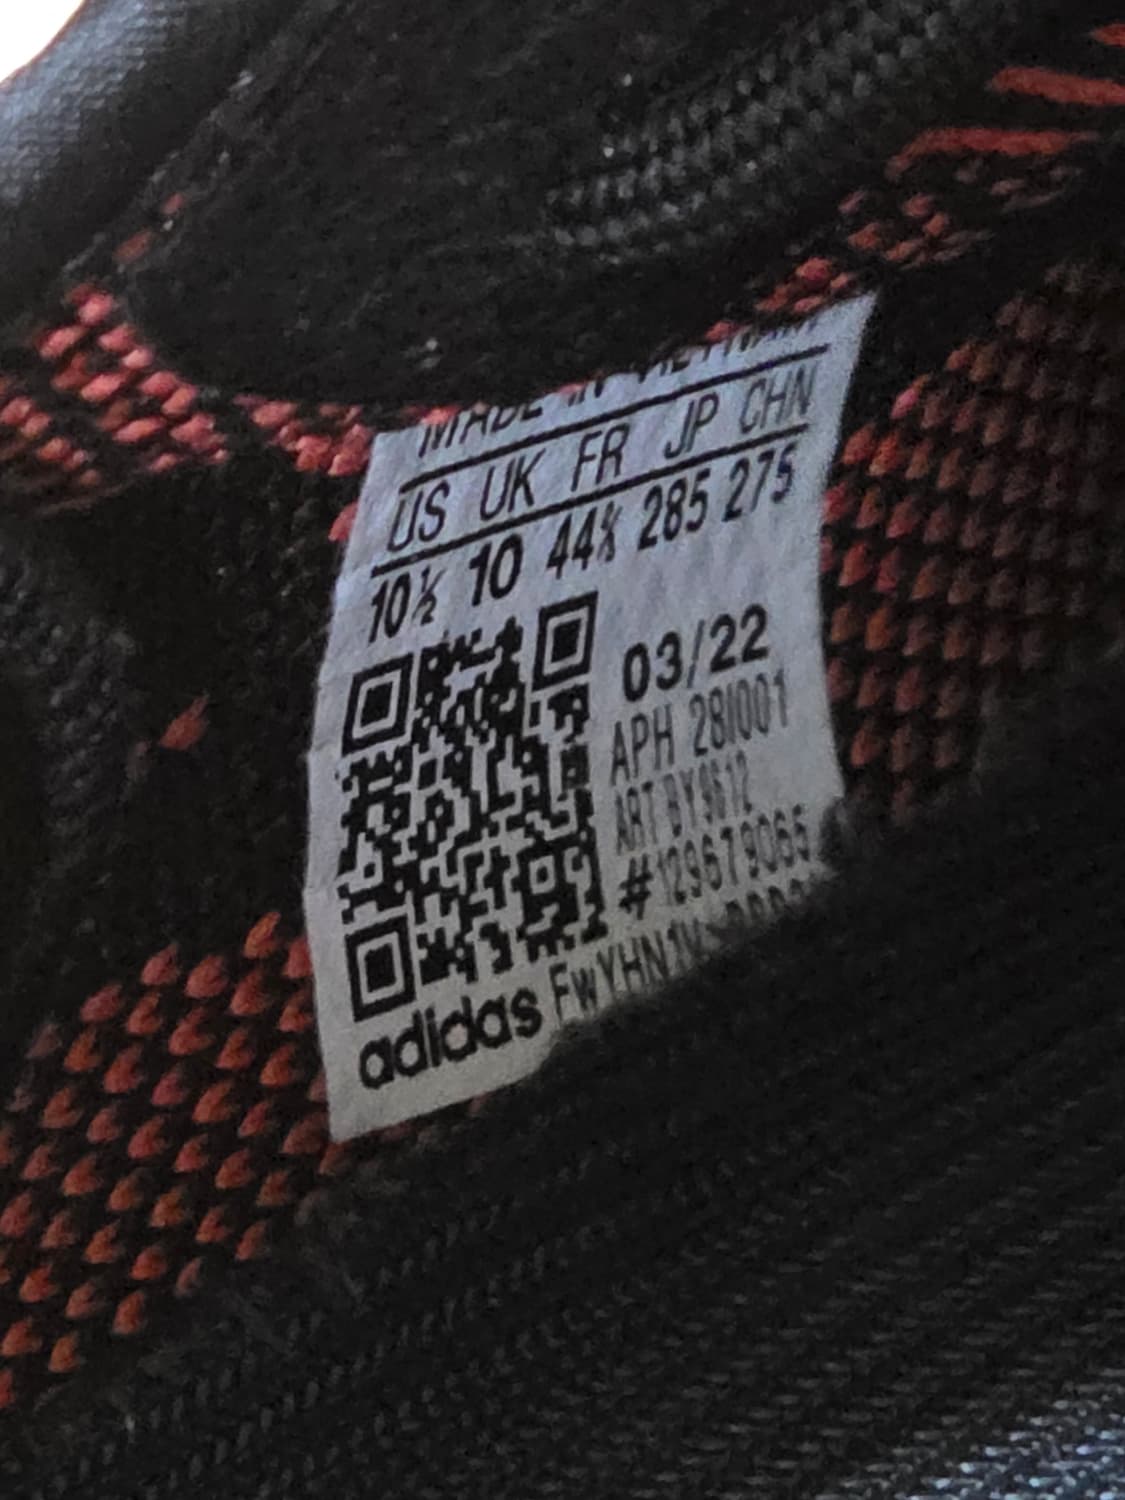 MADE IN VIETNAM
US UK FR JP CHN
10½ 10 44⅔ 285 275
03/22
APH 28I001
ART BY9612
#129679065
adidas